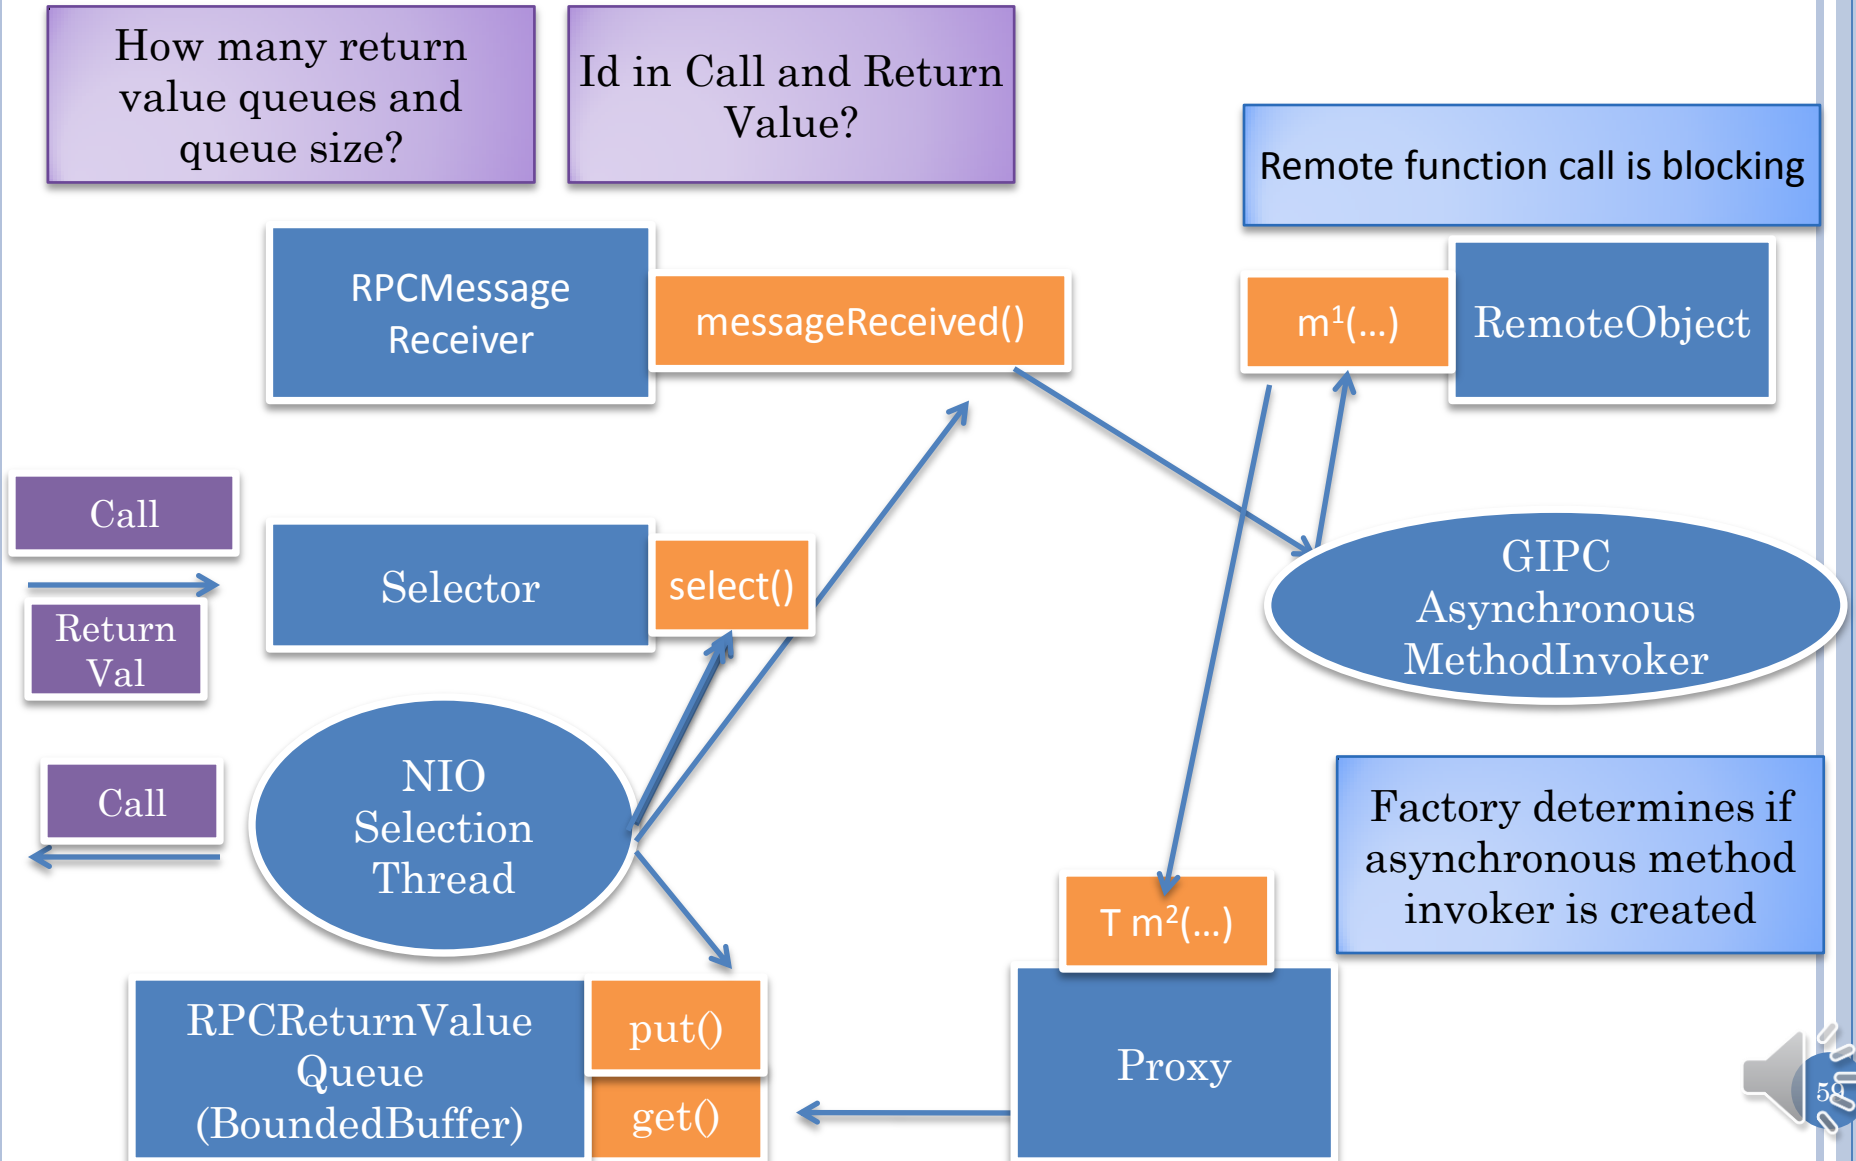 How many return
value queues and
queue size?
Id in Call and Return
Value?
Remote function call is blocking
RPCMessage
Receiver
messageReceived()
m¹(...)
RemoteObject
Call
Selector
select()
Return
Val
GIPC
Asynchronous
MethodInvoker
NIO
Selection
Thread
Call
Factory determines if
asynchronous method
invoker is created
T m²(...)
RPCReturnValue
Queue
(BoundedBuffer)
put()
get()
Proxy
59